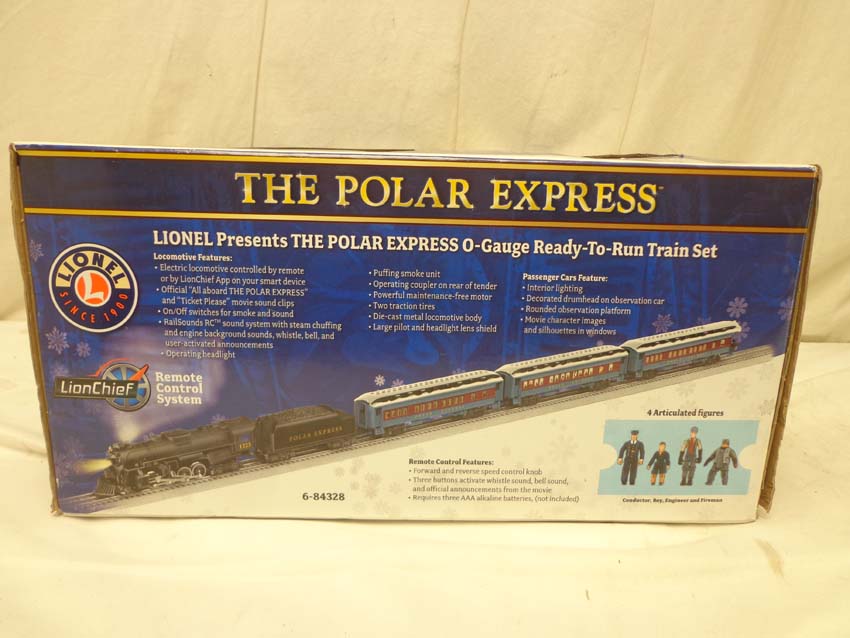 THE POLAR EXPRESS™
LIONEL Presents THE POLAR EXPRESS O-Gauge Ready-To-Run Train Set
LIONEL
L
SINCE 1900
Locomotive Features:
• Electric locomotive controlled by remote
or by LionChief App on your smart device
• Official "All aboard THE POLAR EXPRESS"
and "Ticket Please" movie sound clips
• On/Off switches for smoke and sound
• RailSounds RC™ sound system with steam chuffing
and engine background sounds, whistle, bell, and
user-activated announcements
• Operating headlight
• Puffing smoke unit
• Operating coupler on rear of tender
• Powerful maintenance-free motor
• Two traction tires
• Die-cast metal locomotive body
• Large pilot and headlight lens shield
Passenger Cars Feature:
• Interior lighting
• Decorated drumhead on observation car
• Rounded observation platform
• Movie character images
and silhouettes in windows
LionChief
Remote
Control
System
1225
POLAR EXPRESS
4 Articulated figures
Conductor, Boy, Engineer and Fireman
Remote Control Features:
• Forward and reverse speed control knob
• Three buttons activate whistle sound, bell sound,
and official announcements from the movie
• Requires three AAA alkaline batteries, (not included)
6-84328